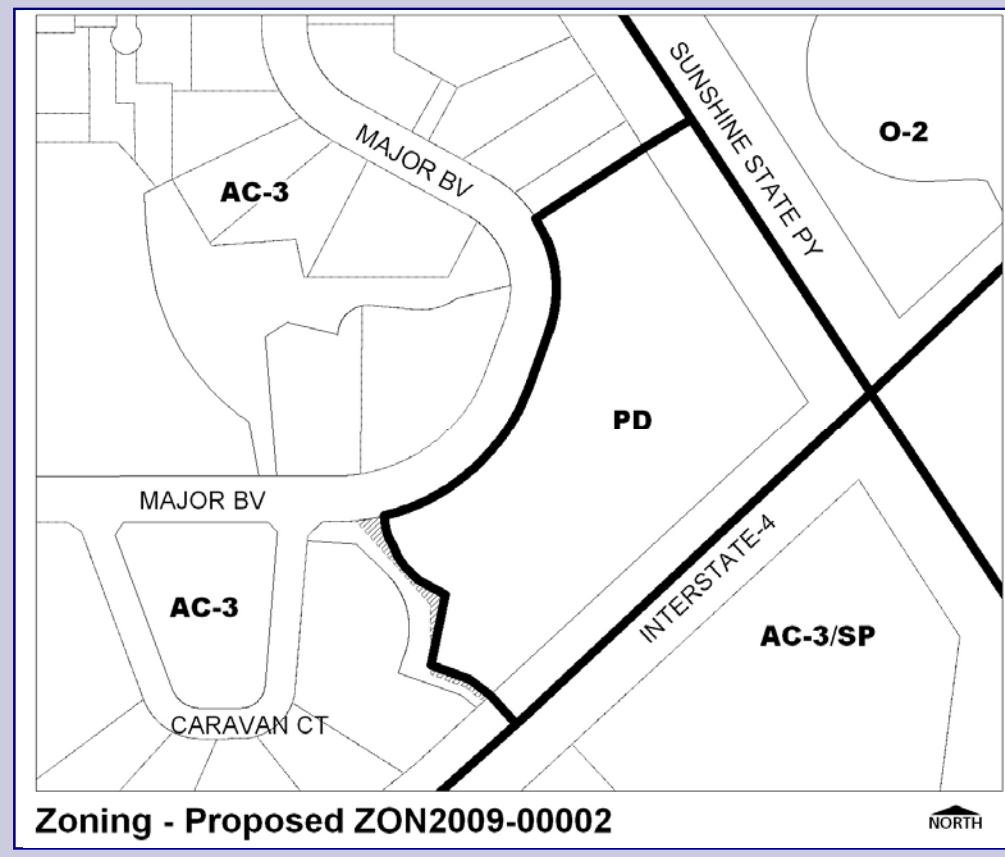 SUNSHINE STATE PY
O-2
MAJOR BV
AC-3
PD
MAJOR BV
INTERSTATE-4
AC-3
AC-3/SP
CARAVAN CT
Zoning - Proposed ZON2009-00002
NORTH